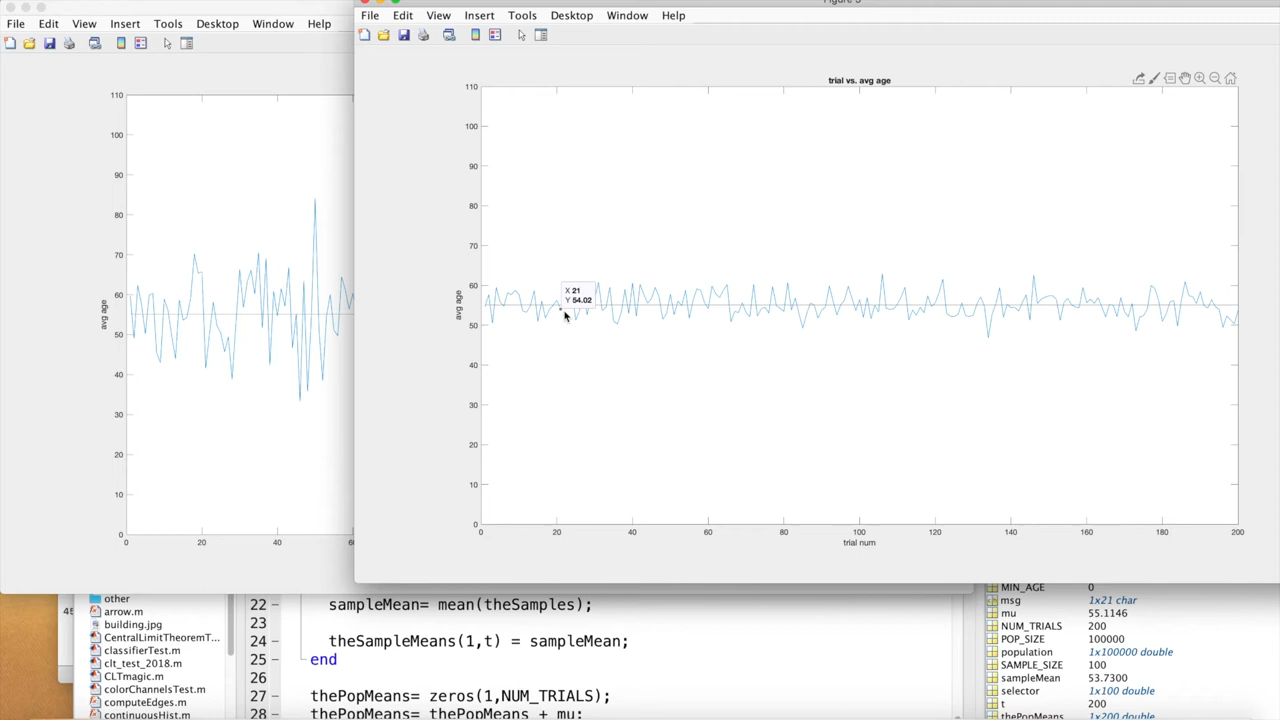 File Edit View Insert Tools Desktop Window Help
110
100
90
80
70
60
50
40
30
20
10
0
avg age
0 20 40
File Edit View Insert Tools Desktop Window Help
trial vs. avg age
110
100
90
80
70
60
50
40
30
20
10
0
avg age
X 21
Y 54.02
0 20 40 60 80 100 120 140 160 180 200
trial num
45
other
arrow.m
building.jpg
CentralLimitTheoremT...
classifierTest.m
clt_test_2018.m
CLTmagic.m
colorChannelsTest.m
computeEdges.m
continuousHist.m
22 sampleMean= mean(theSamples);
23
24 theSampleMeans(1,t) = sampleMean;
25 end
26
27 thePopMeans= zeros(1,NUM_TRIALS);
28 thePopMeans= thePopMeans + mu;
MIN_AGE 0
msg 1x21 char
mu 55.1146
NUM_TRIALS 200
POP_SIZE 100000
population 1x100000 double
SAMPLE_SIZE 100
sampleMean 53.7300
selector 1x100 double
t 200
thePopMeans 1x200 double